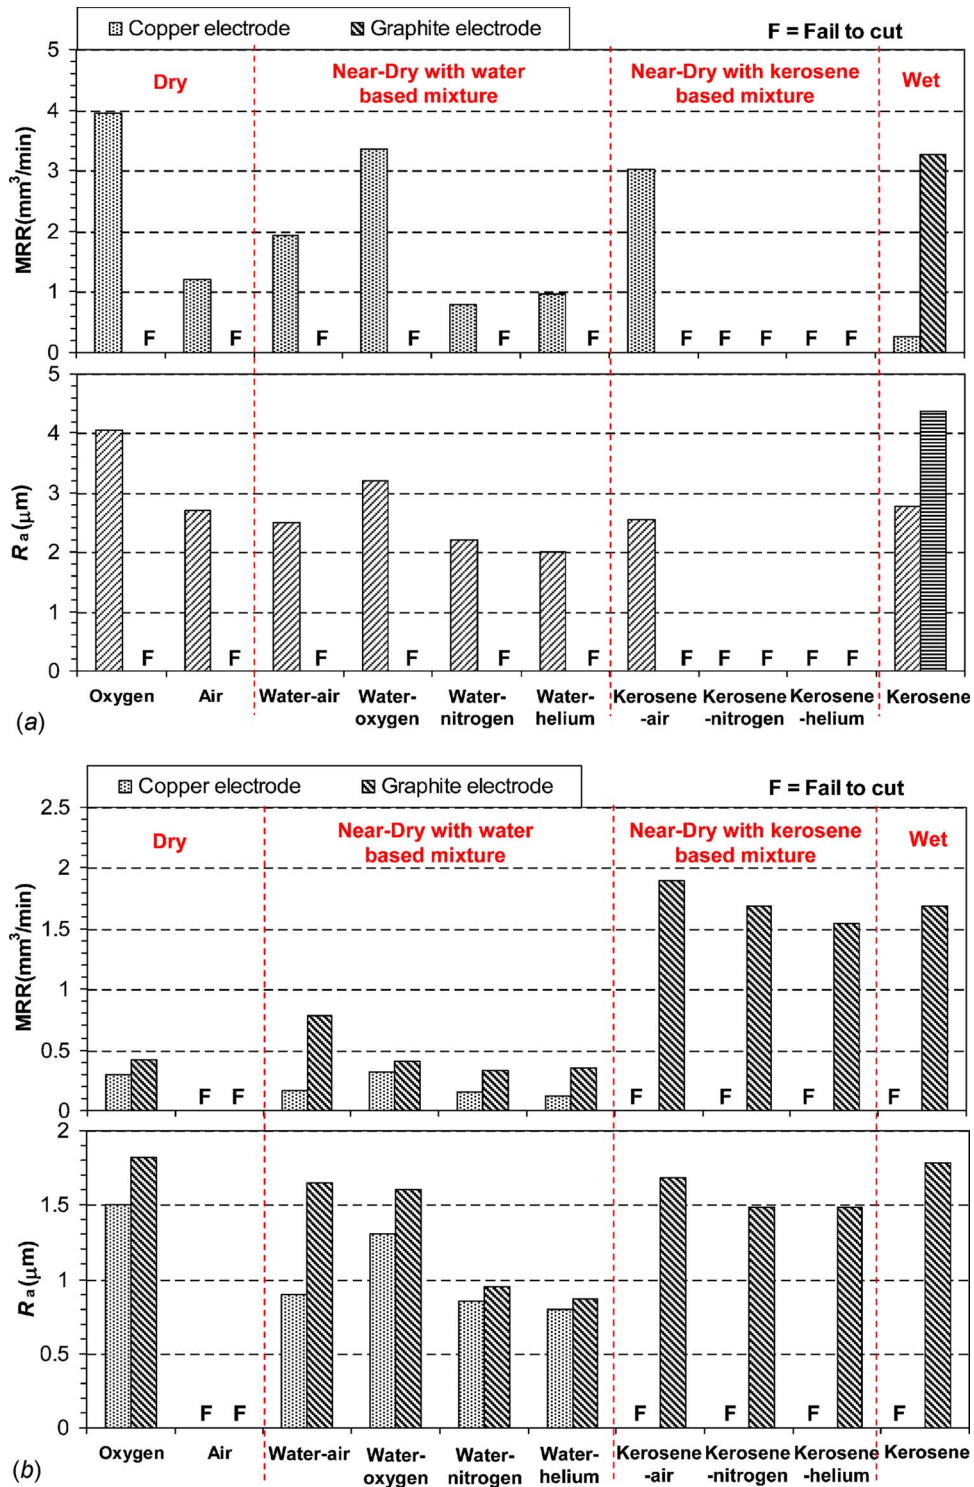 (a)
Copper electrode Graphite electrode
F = Fail to cut
Dry
Near-Dry with water
based mixture
Near-Dry with kerosene
based mixture
Wet
MRR(mm³/min)
5
4
3
2
1
0
F F F F F F F F F F F
Rₐ(μm)
5
4
3
2
1
0
F F F F F F F F F F F
Oxygen
Air
Water-air
Water-
oxygen
Water-
nitrogen
Water-
helium
Kerosene
-air
Kerosene
-nitrogen
Kerosene
-helium
Kerosene
Copper electrode Graphite electrode
F = Fail to cut
Dry
Near-Dry with water
based mixture
Near-Dry with kerosene
based mixture
Wet
MRR(mm³/min)
2.5
2
1.5
1
0.5
0
F F F F F F
Rₐ(μm)
2
1.5
1
0.5
0
F F F F F F
(b)
Oxygen
Air
Water-air
Water-
oxygen
Water-
nitrogen
Water-
helium
Kerosene
-air
Kerosene
-nitrogen
Kerosene
-helium
Kerosene